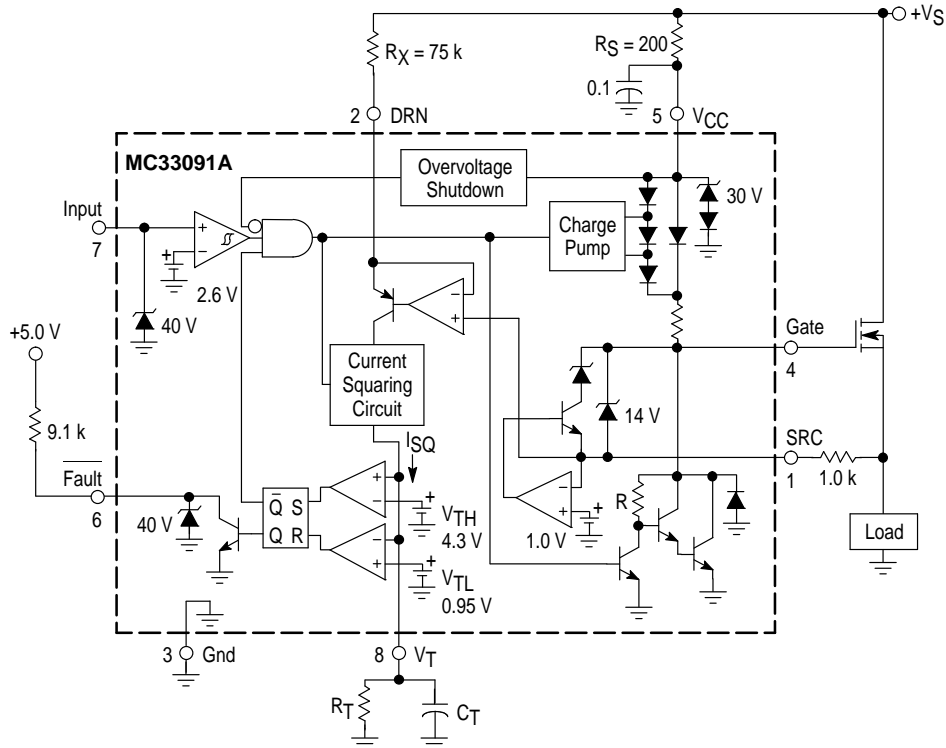 +VS
RX = 75 k
RS = 200
0.1
2 DRN
5 VCC
MC33091A
Overvoltage
Shutdown
30 V
Input
7
Charge
Pump
+
−
+
2.6 V
40 V
−
+
+5.0 V
Gate
4
Current
Squaring
Circuit
14 V
9.1 k
ISQ
SRC
1
1.0 k
Fault
6
40 V
Q S
Q R
+
−
+
VTH
4.3 V
−
+
+
VTL
0.95 V
−
+
+
1.0 V
R
Load
3 Gnd
8 VT
RT
CT